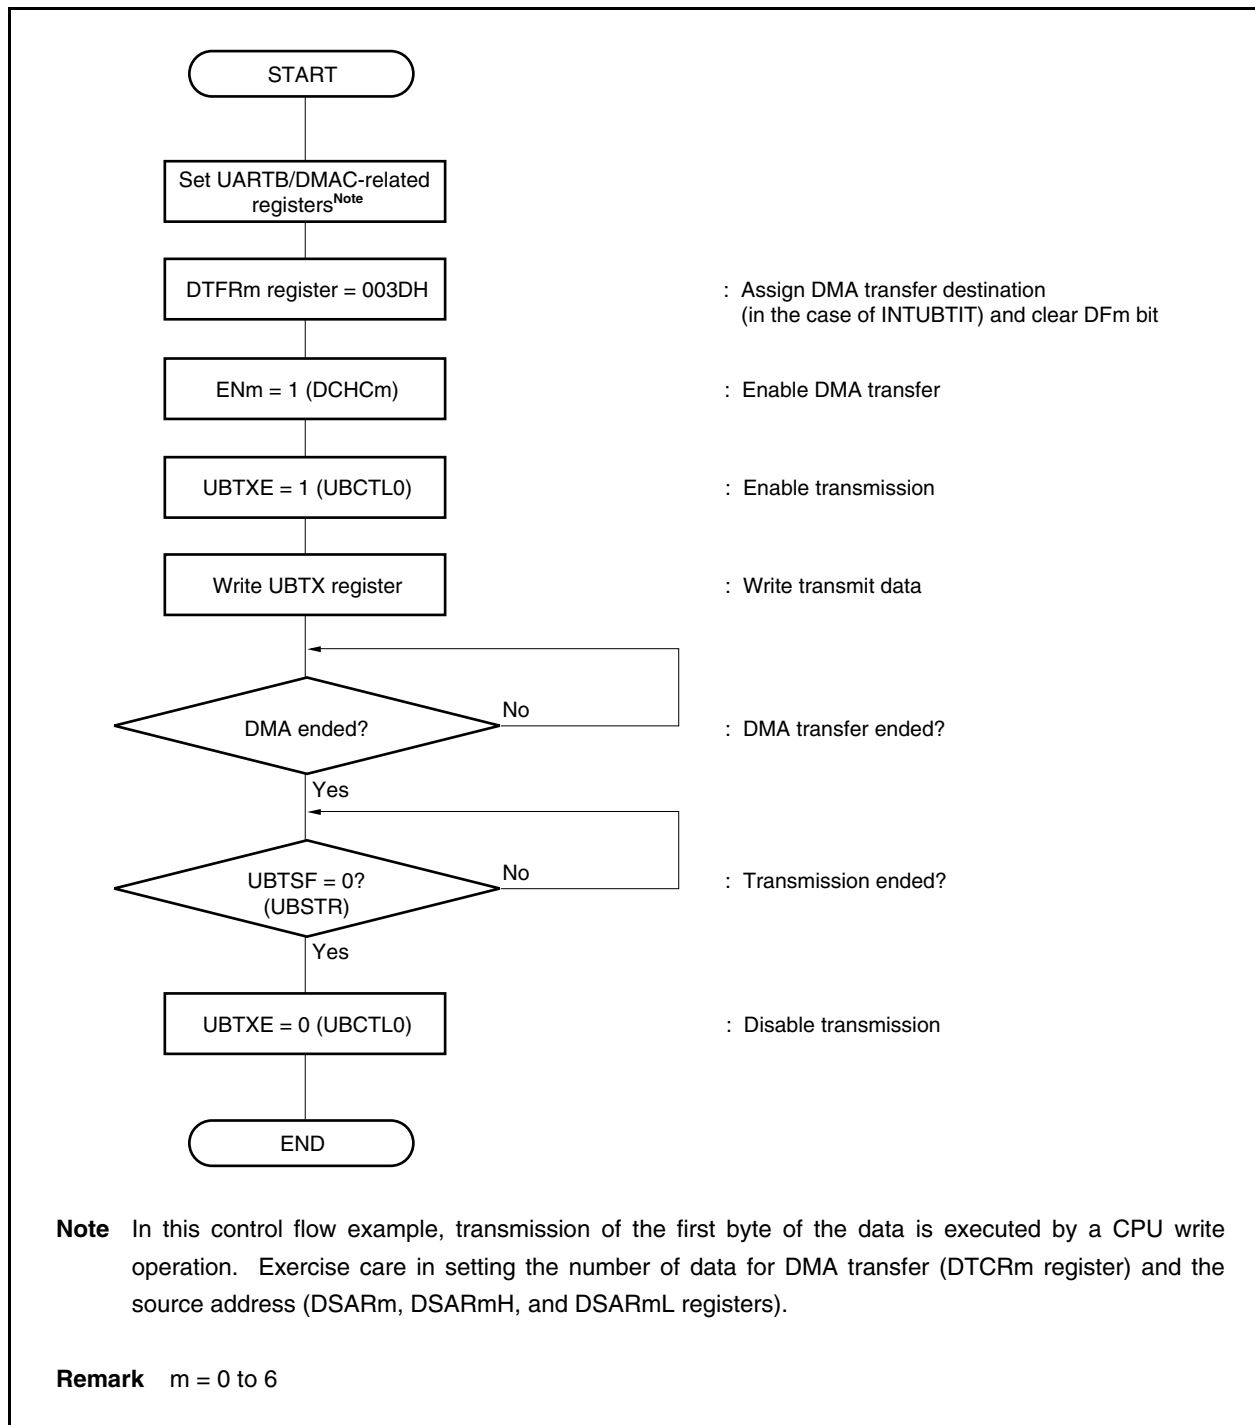 START
Set UARTB/DMAC-related
registersNote
DTFRm register = 003DH
: Assign DMA transfer destination
(in the case of INTUBTIT) and clear DFm bit
ENm = 1 (DCHCm)
: Enable DMA transfer
UBTXE = 1 (UBCTL0)
: Enable transmission
Write UBTX register
: Write transmit data
DMA ended?
No
: DMA transfer ended?
Yes
UBTSF = 0?
(UBSTR)
No
: Transmission ended?
Yes
UBTXE = 0 (UBCTL0)
: Disable transmission
END
Note In this control flow example, transmission of the first byte of the data is executed by a CPU write
operation. Exercise care in setting the number of data for DMA transfer (DTCRm register) and the
source address (DSARm, DSARmH, and DSARmL registers).
Remark m = 0 to 6